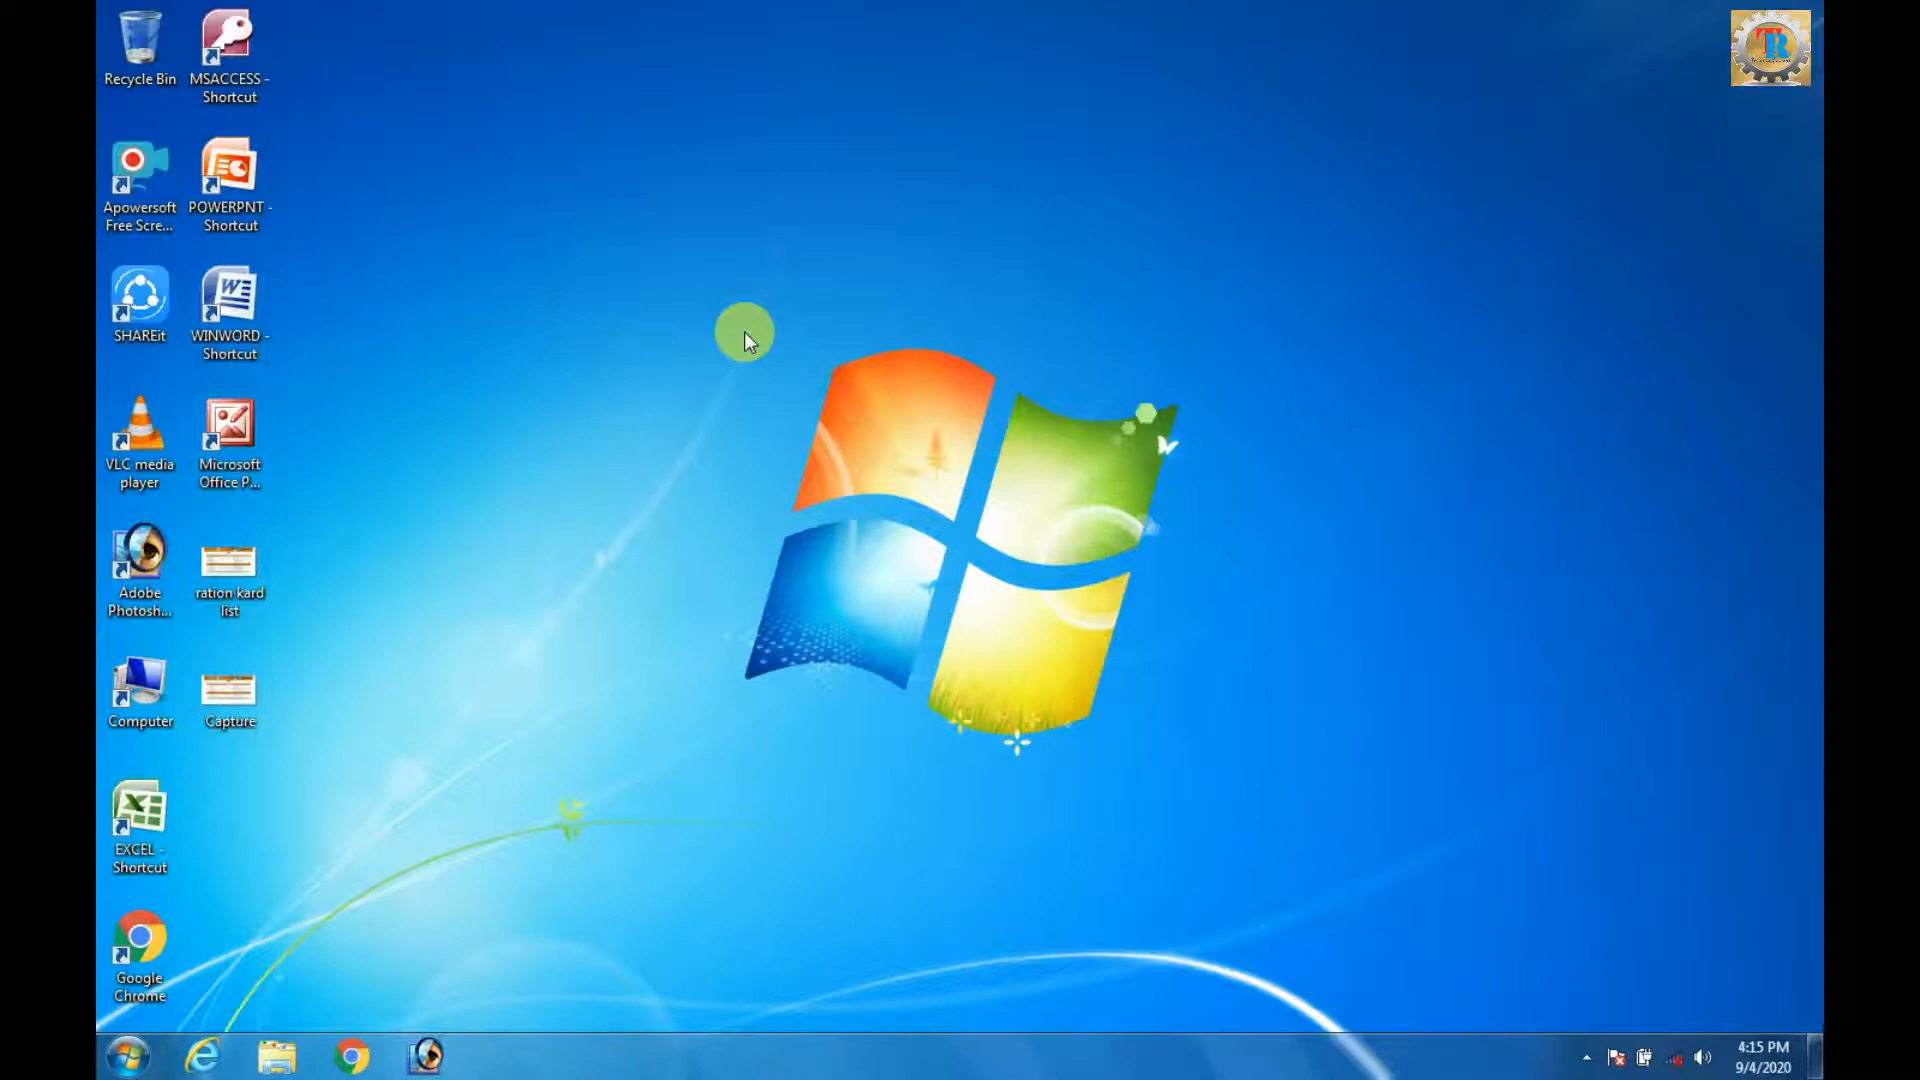 Recycle Bin
MSACCESS -
Shortcut
Apowersoft
Free Scre...
POWERPNT -
Shortcut
SHAREit
WINWORD -
Shortcut
VLC media
player
Microsoft
Office P...
Adobe
Photosh...
ration kard
list
Computer
Capture
EXCEL -
Shortcut
Google
Chrome
TR
4:15 PM
9/4/2020